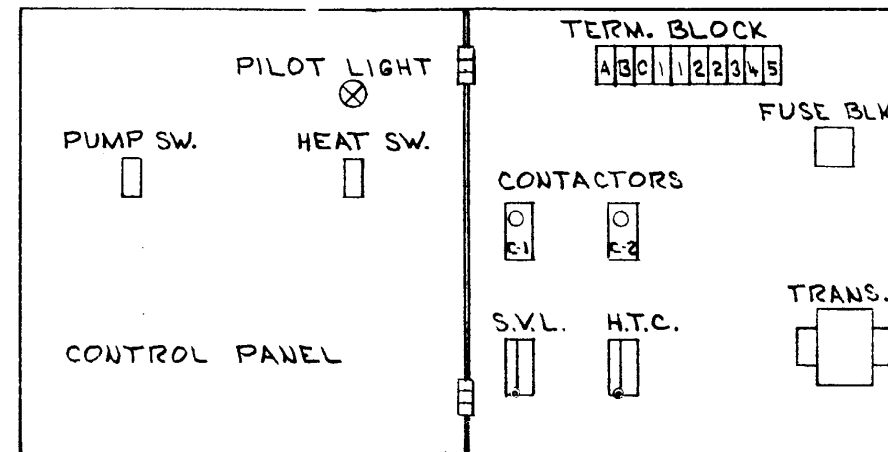 TERM. BLOCK
A B C 1 1 2 2 3 4 5
PILOT LIGHT
FUSE BLK
PUMP SW.
HEAT SW.
CONTACTORS
C-1
C-2
TRANS.
S.V.L.
H.T.C.
CONTROL PANEL